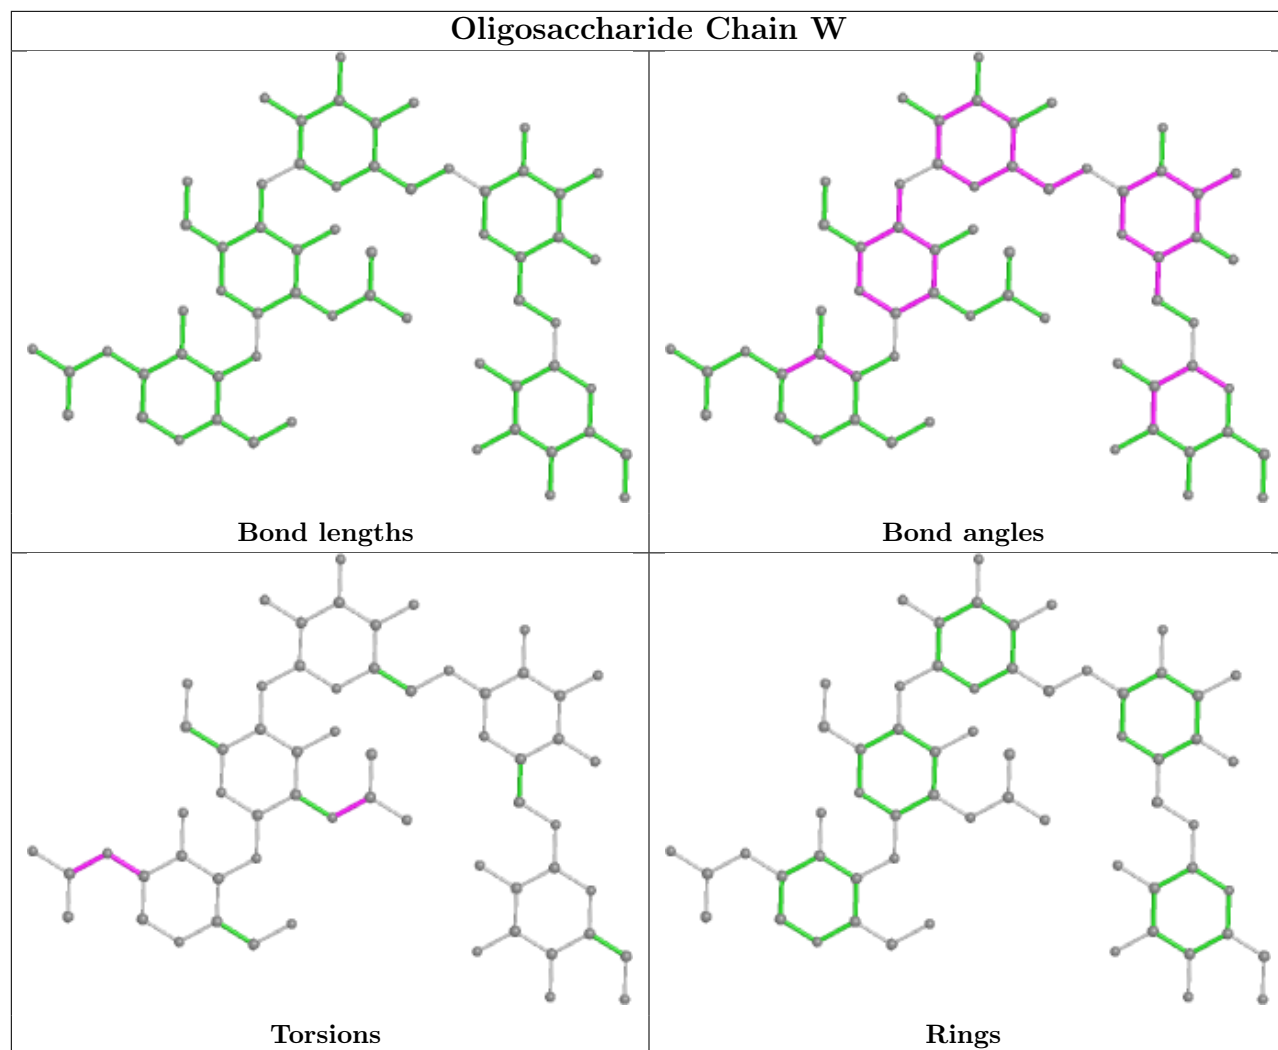 Oligosaccharide Chain W
Bond lengths
Bond angles
Torsions
Rings